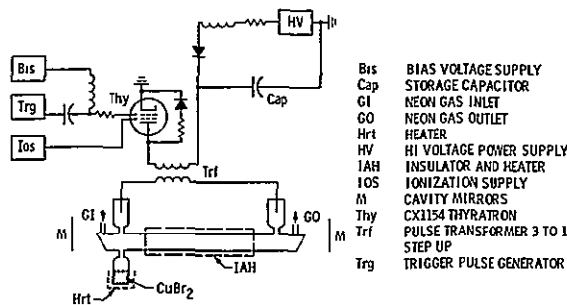 HV
Bis
Trg
Ios
Thy
Cap
Trf
GI
GO
M
M
IAH
CuBr2
Hrt
Bis BIAS VOLTAGE SUPPLY
Cap STORAGE CAPACITOR
GI NEON GAS INLET
GO NEON GAS OUTLET
Hrt HEATER
HV HI VOLTAGE POWER SUPPLY
IAH INSULATOR AND HEATER
IOS IONIZATION SUPPLY
M CAVITY MIRRORS
Thy CX1154 THYRATRON
Trf PULSE TRANSFORMER 3 TO 1
STEP UP
Trg TRIGGER PULSE GENERATOR